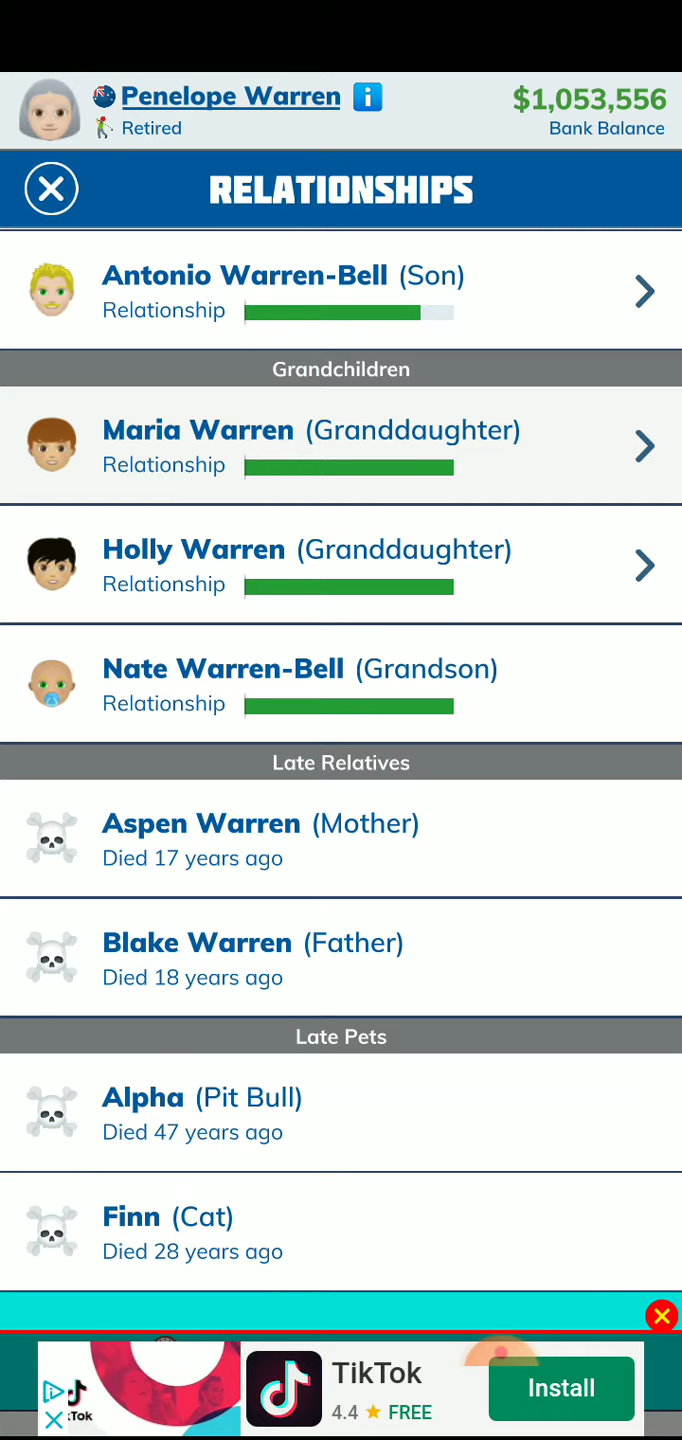 Penelope Warren
$1,053,556
Retired
Bank Balance
RELATIONSHIPS
Antonio Warren-Bell (Son)
Relationship
Grandchildren
Maria Warren (Granddaughter)
Relationship
Holly Warren (Granddaughter)
Relationship
Nate Warren-Bell (Grandson)
Relationship
Late Relatives
Aspen Warren (Mother)
Died 17 years ago
Blake Warren (Father)
Died 18 years ago
Late Pets
Alpha (Pit Bull)
Died 47 years ago
Finn (Cat)
Died 28 years ago
TikTok
Install
4.4 ★ FREE